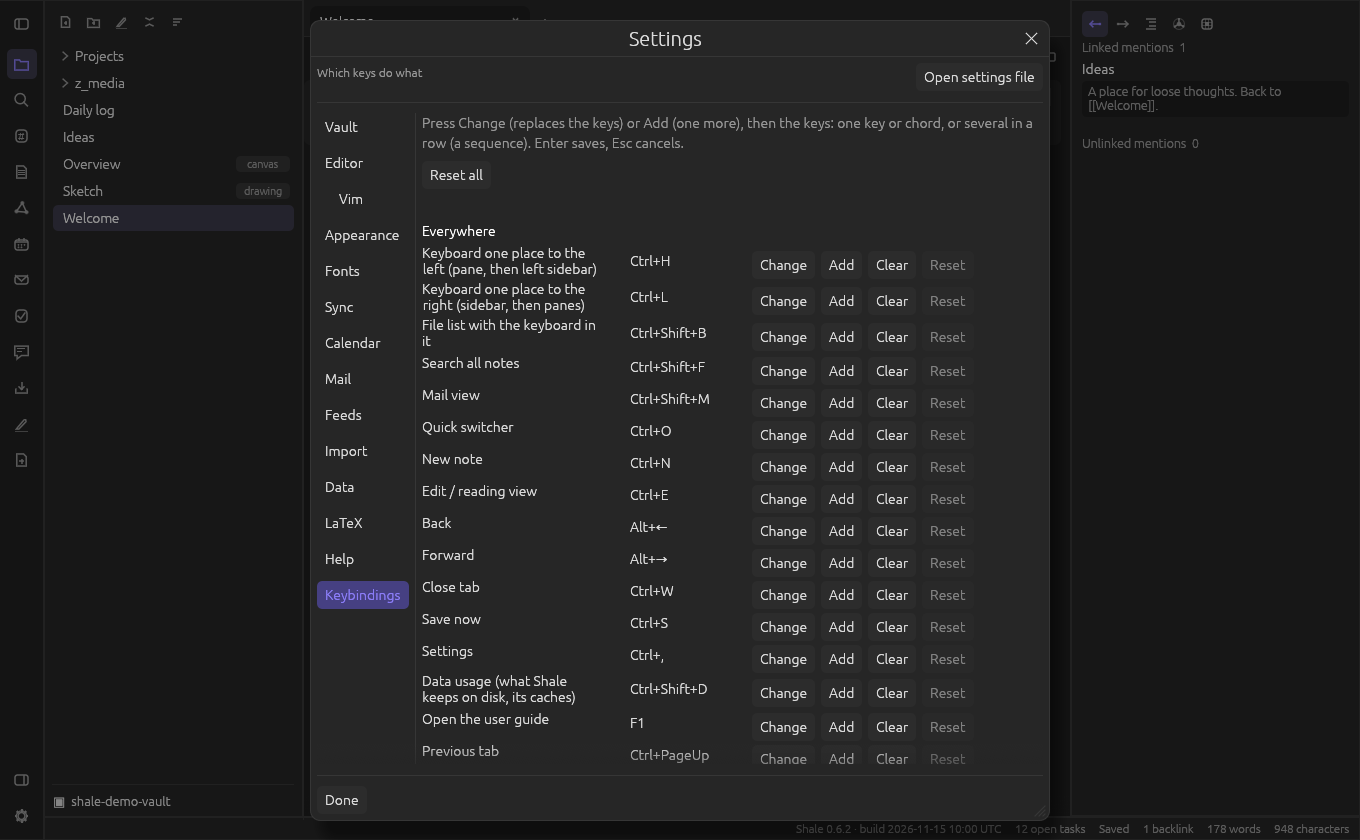 Settings
Which keys do what
Open settings file
Projects
z_media
Daily log
Ideas
Overview
canvas
Sketch
drawing
Welcome
shale-demo-vault
Vault
Editor
Vim
Appearance
Fonts
Sync
Calendar
Mail
Feeds
Import
Data
LaTeX
Help
Keybindings
Press Change (replaces the keys) or Add (one more), then the keys: one key or chord, or several in a
row (a sequence). Enter saves, Esc cancels.
Reset all
Everywhere
Keyboard one place to the
left (pane, then left sidebar)
Ctrl+H
Change Add Clear Reset
Keyboard one place to the
right (sidebar, then panes)
Ctrl+L
Change Add Clear Reset
File list with the keyboard in
it
Ctrl+Shift+B
Change Add Clear Reset
Search all notes
Ctrl+Shift+F
Change Add Clear Reset
Mail view
Ctrl+Shift+M
Change Add Clear Reset
Quick switcher
Ctrl+O
Change Add Clear Reset
New note
Ctrl+N
Change Add Clear Reset
Edit / reading view
Ctrl+E
Change Add Clear Reset
Back
Alt+←
Change Add Clear Reset
Forward
Alt+→
Change Add Clear Reset
Close tab
Ctrl+W
Change Add Clear Reset
Save now
Ctrl+S
Change Add Clear Reset
Settings
Ctrl+,
Change Add Clear Reset
Data usage (what Shale
keeps on disk, its caches)
Ctrl+Shift+D
Change Add Clear Reset
Open the user guide
F1
Change Add Clear Reset
Previous tab
Ctrl+PageUp
Change Add Clear Reset
Done
Linked mentions 1
Ideas
A place for loose thoughts. Back to
[[Welcome]].
Unlinked mentions 0
Shale 0.6.2 · build 2026-11-15 10:00 UTC 12 open tasks Saved 1 backlink 178 words 948 characters